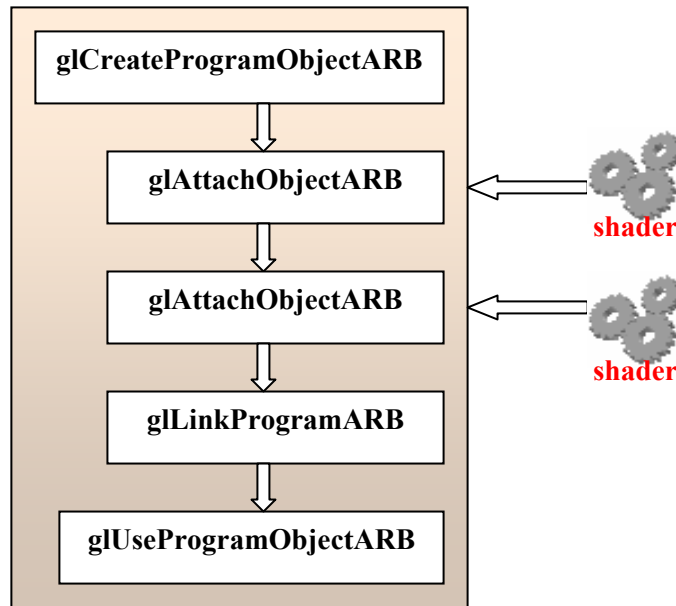 glCreateProgramObjectARB
glAttachObjectARB
shader
glAttachObjectARB
shader
glLinkProgramARB
glUseProgramObjectARB